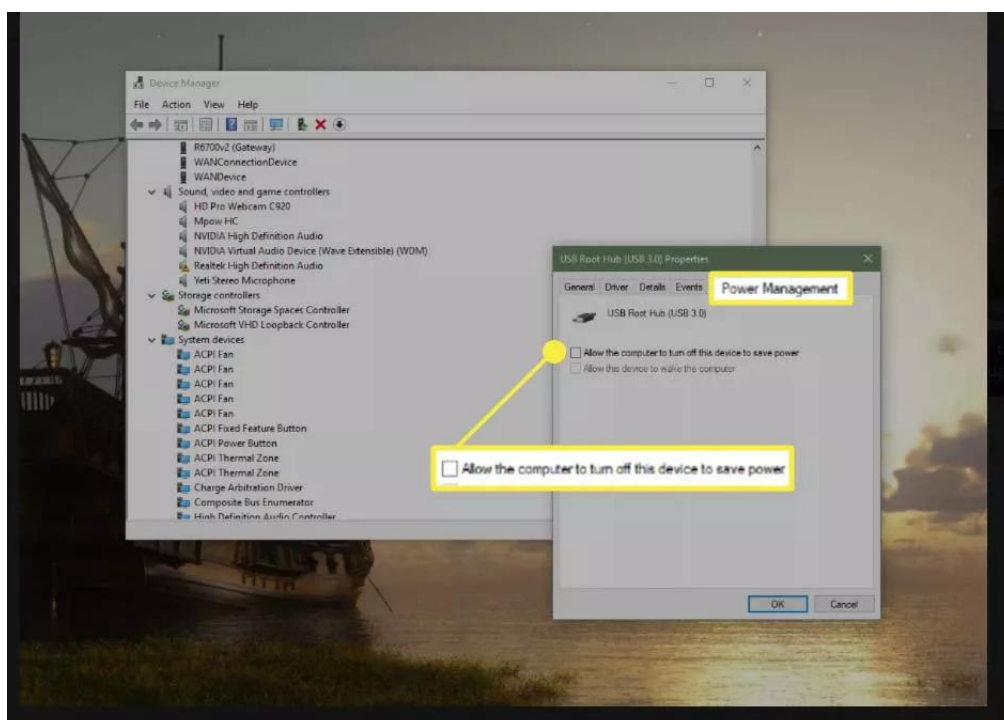 Device Manager
File Action View Help
R6700v2 (Gateway)
WANConnectionDevice
WANDevice
Sound, video and game controllers
HD Pro Webcam C920
Mpow HC
NVIDIA High Definition Audio
NVIDIA Virtual Audio Device (Wave Extensible) (WDM)
Realtek High Definition Audio
Yeti Stereo Microphone
Storage controllers
Microsoft Storage Spaces Controller
Microsoft VHD Loopback Controller
System devices
ACPI Fan
ACPI Fan
ACPI Fan
ACPI Fan
ACPI Fan
ACPI Fixed Feature Button
ACPI Power Button
ACPI Thermal Zone
ACPI Thermal Zone
Charge Arbitration Driver
Composite Bus Enumerator
High Definition Audio Controller
USB Root Hub (USB 3.0) Properties
General Driver Details Events Power Management
USB Root Hub (USB 3.0)
Allow the computer to turn off this device to save power
Allow this device to wake the computer
Allow the computer to turn off this device to save power
OK Cancel